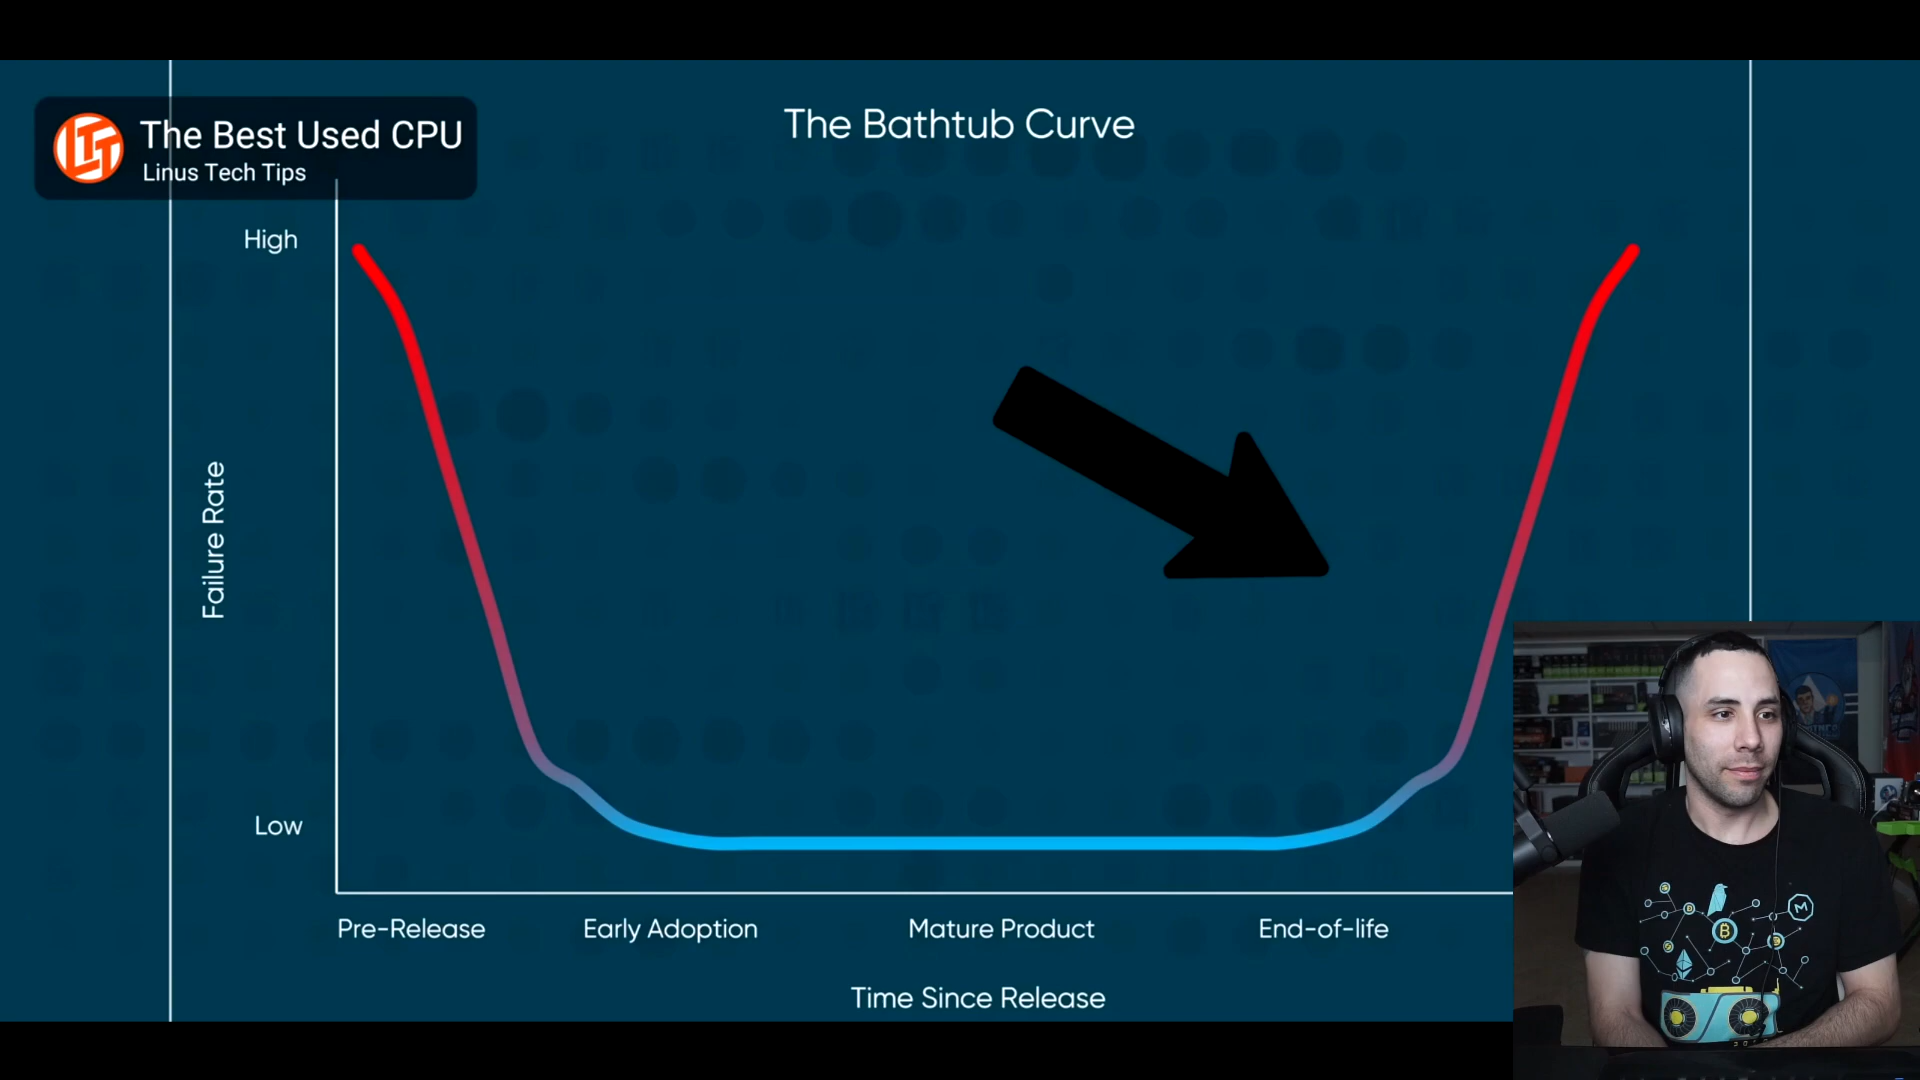 The Bathtub Curve
LTT
The Best Used CPU
Linus Tech Tips
High
Failure Rate
Low
Pre-Release
Early Adoption
Mature Product
End-of-life
Time Since Release